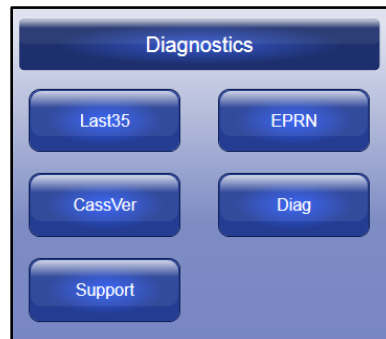 Diagnostics
Last35
EPRN
CassVer
Diag
Support